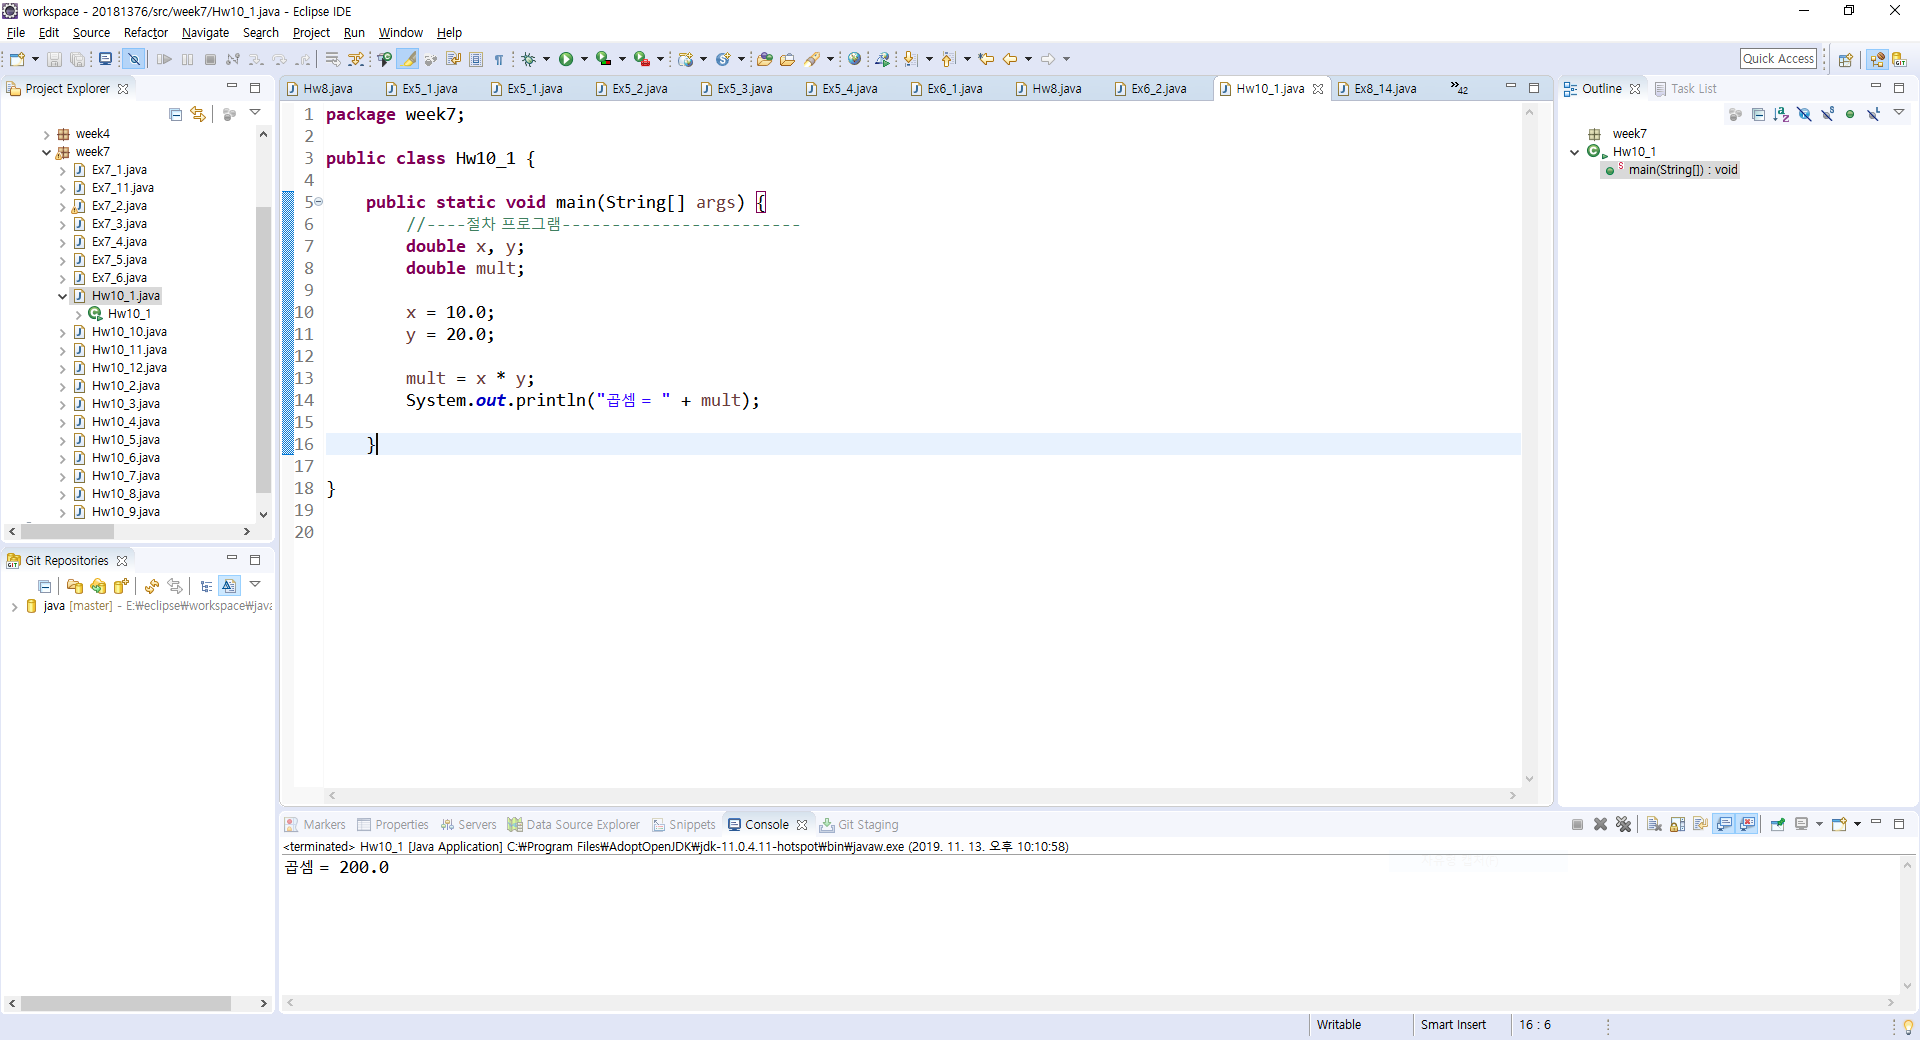 workspace - 20181376/src/week7/Hw10_1.java - Eclipse IDE
File Edit Source Refactor Navigate Search Project Run Window Help
Quick Access
Project Explorer
week4
week7
Ex7_1.java
Ex7_11.java
Ex7_2.java
Ex7_3.java
Ex7_4.java
Ex7_5.java
Ex7_6.java
Hw10_1.java
Hw10_1
Hw10_10.java
Hw10_11.java
Hw10_12.java
Hw10_2.java
Hw10_3.java
Hw10_4.java
Hw10_5.java
Hw10_6.java
Hw10_7.java
Hw10_8.java
Hw10_9.java
Git Repositories
java [master] - E:₩eclipse₩workspace₩java
Hw8.java Ex5_1.java Ex5_1.java Ex5_2.java Ex5_3.java Ex5_4.java Ex6_1.java Hw8.java Ex6_2.java Hw10_1.java Ex8_14.java »42
1 package week7;
2
3 public class Hw10_1 {
4
5 public static void main(String[] args) {
6 //----절차 프로그램------------------------
7 double x, y;
8 double mult;
9
10 x = 10.0;
11 y = 20.0;
12
13 mult = x * y;
14 System.out.println("곱셈 = " + mult);
15
16 }
17
18 }
19
20
Outline Task List
week7
Hw10_1
main(String[]) : void
Markers Properties Servers Data Source Explorer Snippets Console Git Staging
<terminated> Hw10_1 [Java Application] C:₩Program Files₩AdoptOpenJDK₩jdk-11.0.4.11-hotspot₩bin₩javaw.exe (2019. 11. 13. 오후 10:10:58)
곱셈 = 200.0
Writable Smart Insert 16 : 6